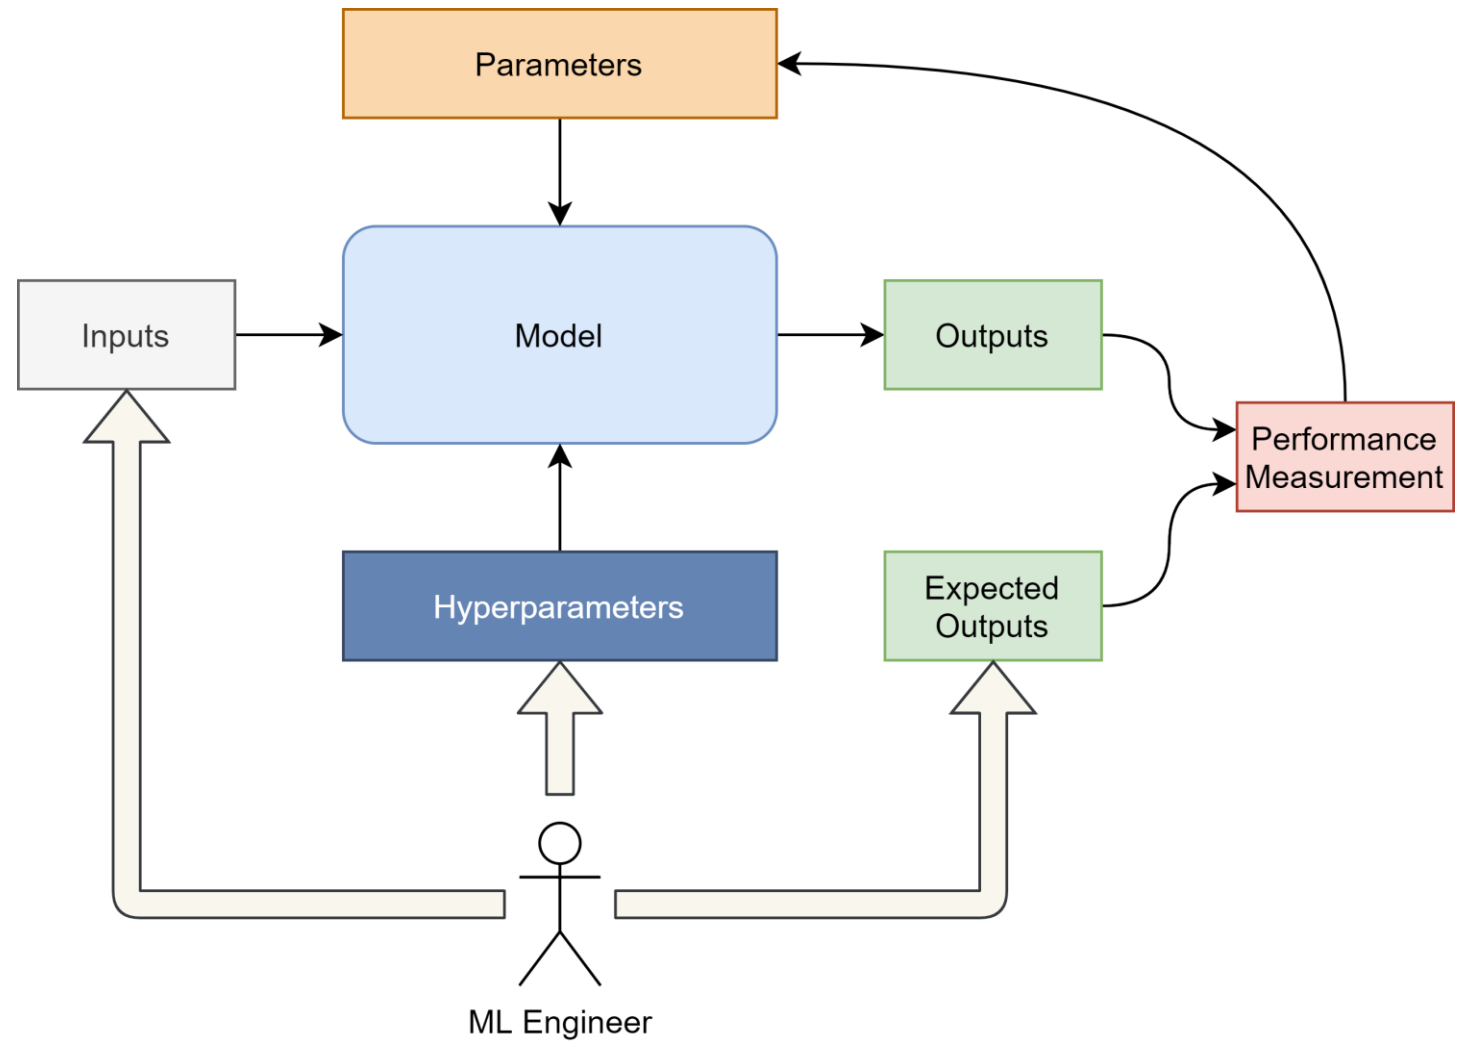 Parameters
Inputs
Model
Outputs
Performance
Measurement
Hyperparameters
Expected
Outputs
ML Engineer